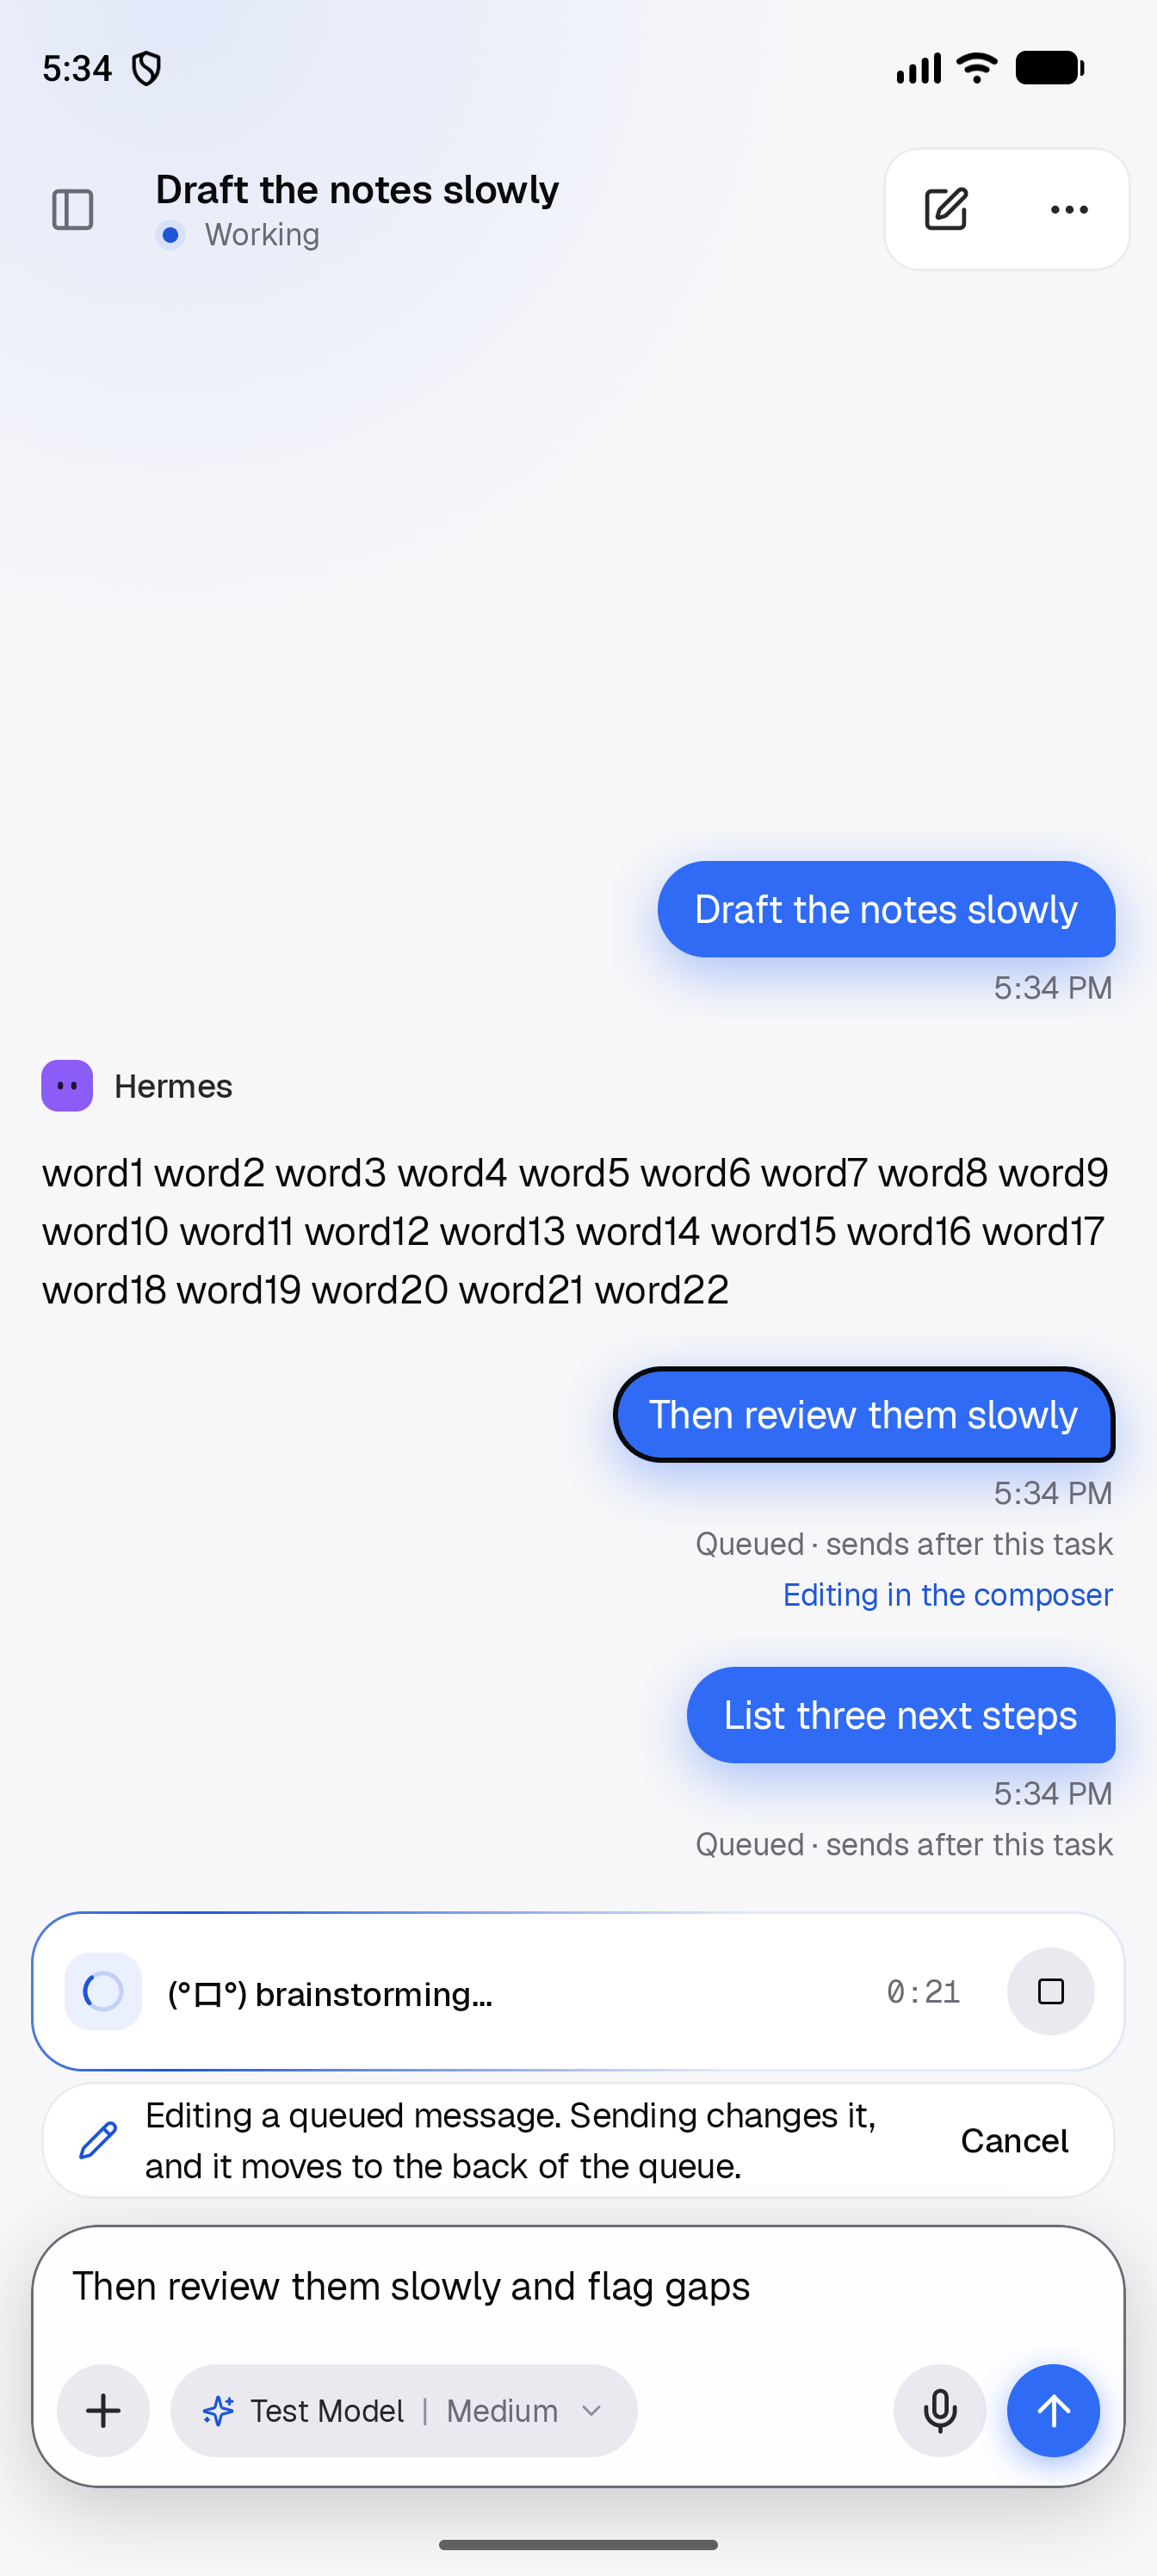 5:34
Draft the notes slowly
Working
Draft the notes slowly
5:34 PM
Hermes
word1 word2 word3 word4 word5 word6 word7 word8 word9
word10 word11 word12 word13 word14 word15 word16 word17
word18 word19 word20 word21 word22
Then review them slowly
5:34 PM
Queued · sends after this task
Editing in the composer
List three next steps
5:34 PM
Queued · sends after this task
(°ロ°) brainstorming... 0:21
Editing a queued message. Sending changes it,
and it moves to the back of the queue.
Cancel
Then review them slowly and flag gaps
Test Model | Medium